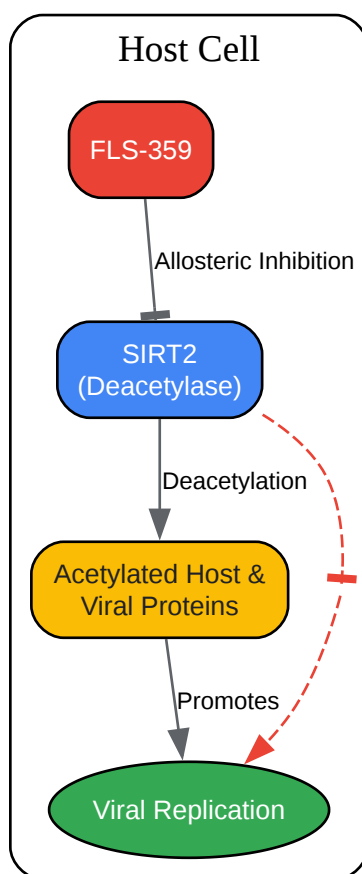 Host Cell
FLS-359
Allosteric Inhibition
SIRT2
(Deacetylase)
Deacetylation
Acetylated Host &
Viral Proteins
Promotes
Viral Replication